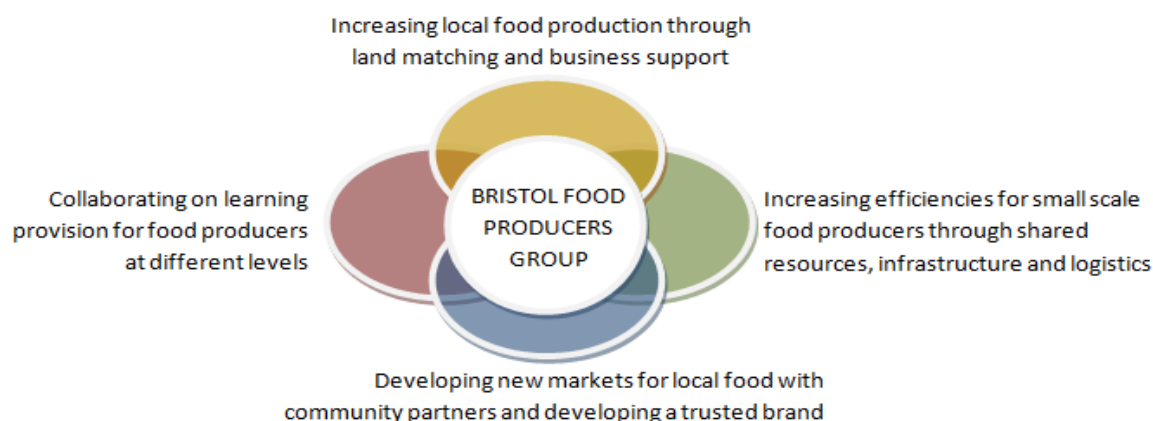 Increasing local food production through
land matching and business support
Collaborating on learning
provision for food producers
at different levels
BRISTOL FOOD
PRODUCERS
GROUP
Increasing efficiencies for small scale
food producers through shared
resources, infrastructure and logistics
Developing new markets for local food with
community partners and developing a trusted brand